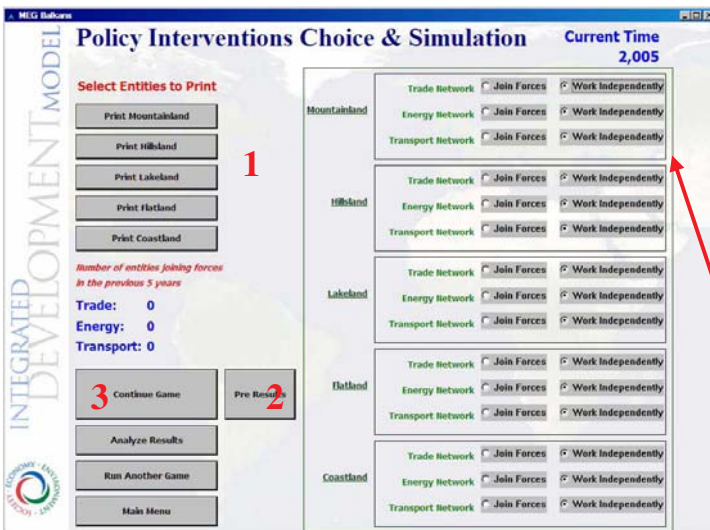 MEG Balkans
INTEGRATED
DEVELOPMENT MODEL
SOCIETY - ECONOMY - ENVIRONMENT
Policy Interventions Choice & Simulation
Current Time
2,005
Select Entities to Print
Print Mountainland
Print Hillsland
Print Lakeland
Print Flatland
Print Coastland
1
Number of entities joining forces
in the previous 5 years
Trade: 0
Energy: 0
Transport: 0
3 Continue Game
Pre Results 2
Analyze Results
Run Another Game
Main Menu
Mountainland
Trade Network Join Forces Work Independently
Energy Network Join Forces Work Independently
Transport Network Join Forces Work Independently
Hillsland
Trade Network Join Forces Work Independently
Energy Network Join Forces Work Independently
Transport Network Join Forces Work Independently
Lakeland
Trade Network Join Forces Work Independently
Energy Network Join Forces Work Independently
Transport Network Join Forces Work Independently
Flatland
Trade Network Join Forces Work Independently
Energy Network Join Forces Work Independently
Transport Network Join Forces Work Independently
Coastland
Trade Network Join Forces Work Independently
Energy Network Join Forces Work Independently
Transport Network Join Forces Work Independently